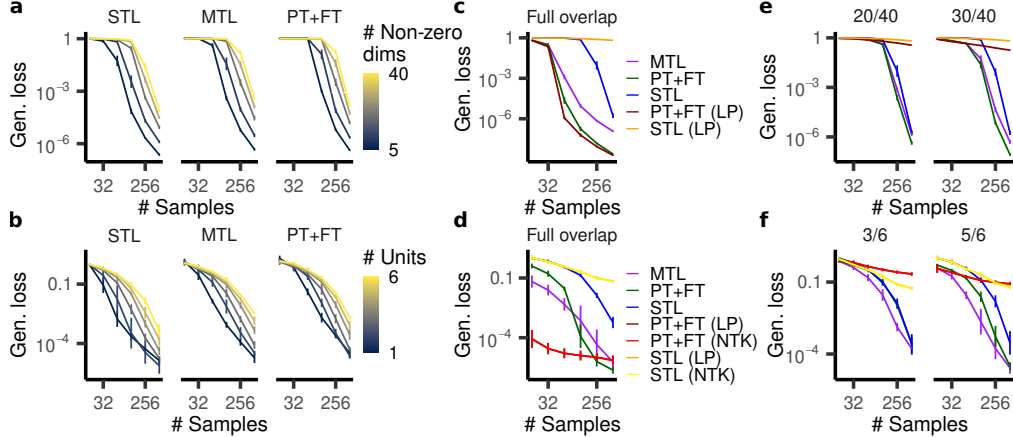 a
STL
MTL
PT+FT
# Non-zero
dims
40
5
Gen. loss
1
10−3
10−6
32
256
32
256
32
256
# Samples
c
Full overlap
Gen. loss
1
10−3
10−6
32
256
# Samples
MTL
PT+FT
STL
PT+FT (LP)
STL (LP)
e
20/40
30/40
Gen. loss
1
10−3
10−6
32
256
32
256
# Samples
b
STL
MTL
PT+FT
# Units
6
1
Gen. loss
0.1
10−4
32
256
32
256
32
256
# Samples
d
Full overlap
Gen. loss
0.1
10−4
32
256
# Samples
MTL
PT+FT
STL
PT+FT (LP)
PT+FT (NTK)
STL (LP)
STL (NTK)
f
3/6
5/6
Gen. loss
0.1
10−4
32
256
32
256
# Samples